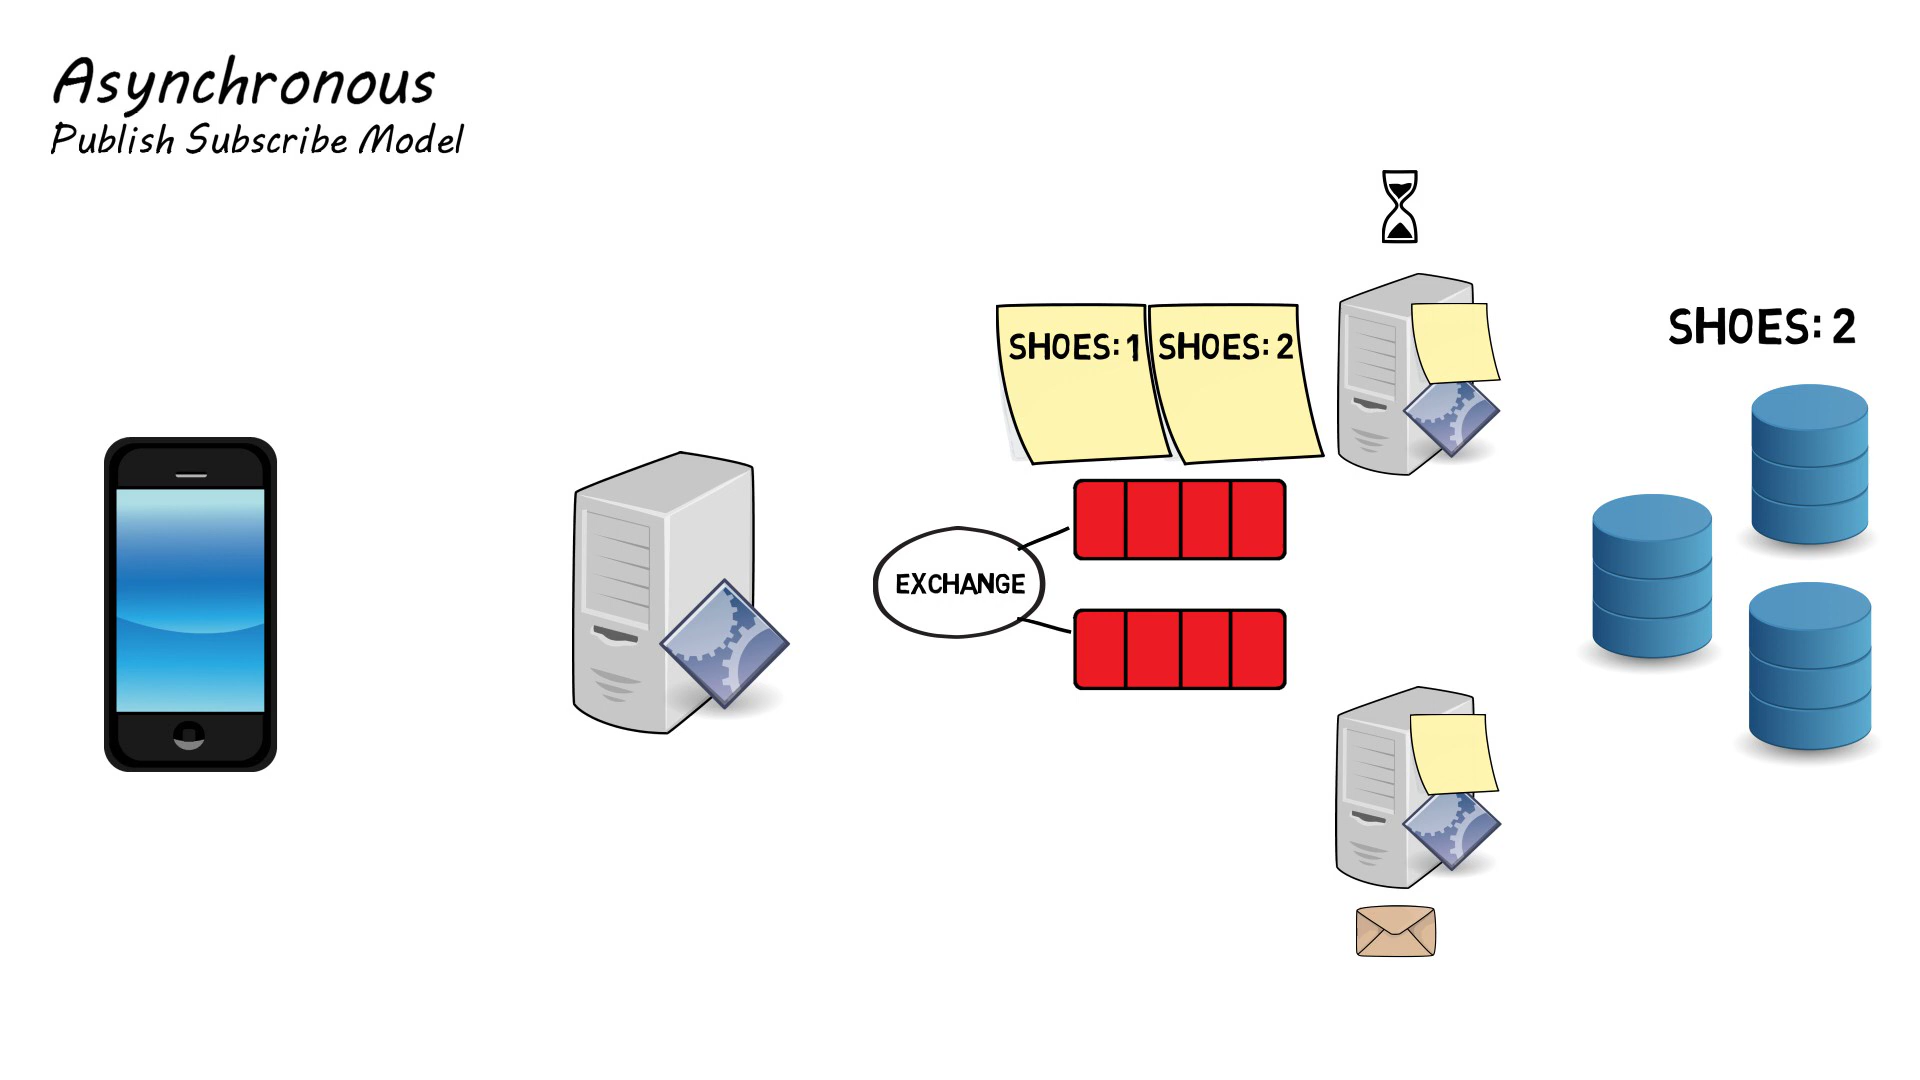 Asynchronous
Publish Subscribe Model
SHOES: 1
SHOES: 2
SHOES: 2
EXCHANGE